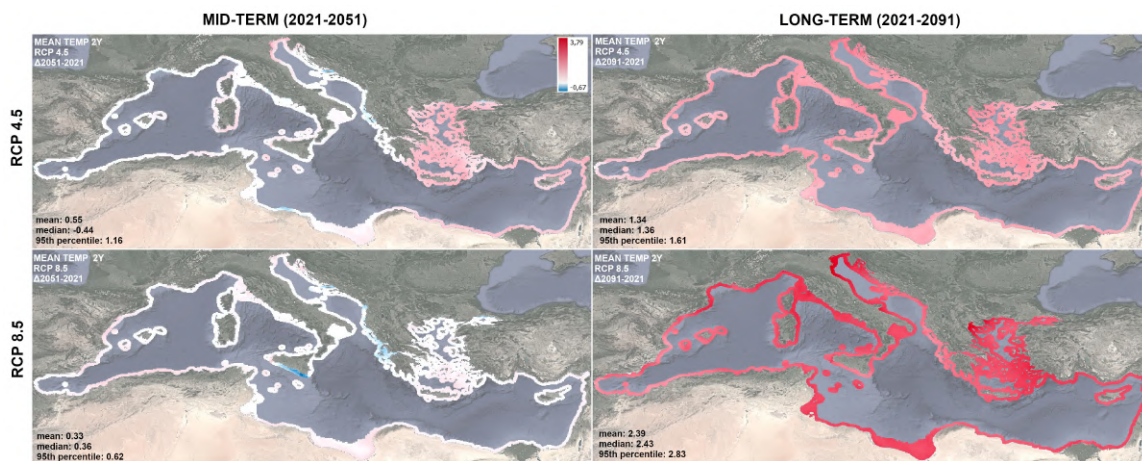 MID-TERM (2021-2051)
LONG-TERM (2021-2091)
RCP 4.5
MEAN TEMP 2Y
RCP 4.5
Δ2051-2021
3,79
-0,67
mean: 0.55
median: -0.44
95th percentile: 1.16
MEAN TEMP 2Y
RCP 4.5
Δ2091-2021
mean: 1.34
median: 1.36
95th percentile: 1.61
RCP 8.5
MEAN TEMP 2Y
RCP 8.5
Δ2051-2021
mean: 0.33
median: 0.36
95th percentile: 0.62
MEAN TEMP 2Y
RCP 8.5
Δ2091-2021
mean: 2.39
median: 2.43
95th percentile: 2.83